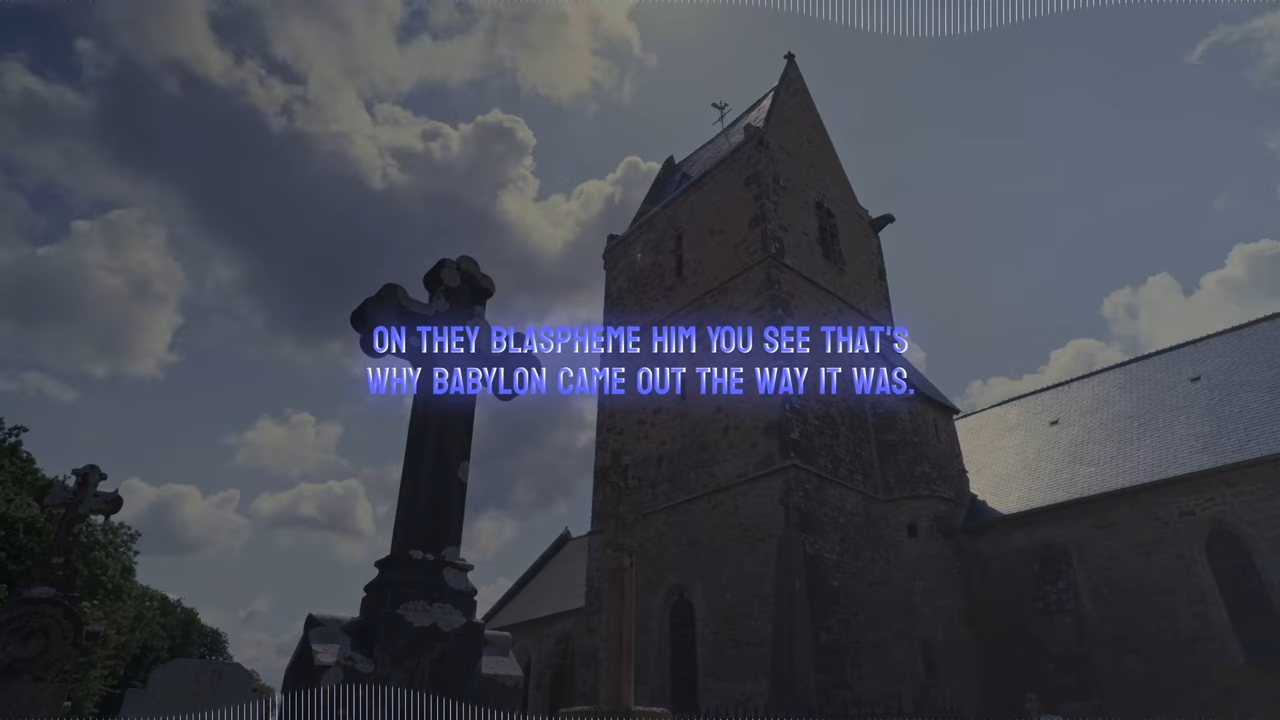 ON THEY BLASPHEME HIM YOU SEE THAT'S
WHY BABYLON CAME OUT THE WAY IT WAS.